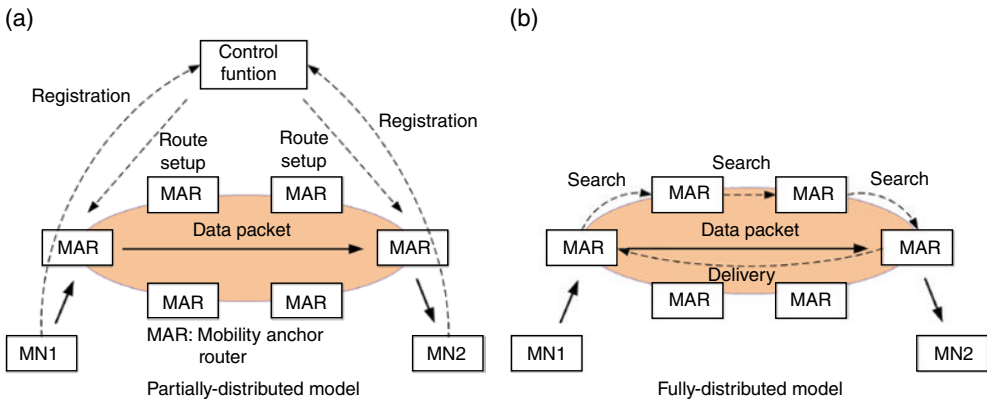 (a)
Control
funtion
Registration
Registration
Route
setup
Route
setup
MAR
MAR
MAR
Data packet
MAR
MAR
MAR
MAR: Mobility anchor
router
MN1
MN2
Partially-distributed model
(b)
Search
Search
Search
MAR
MAR
MAR
Data packet
MAR
Delivery
MAR
MAR
MN1
MN2
Fully-distributed model